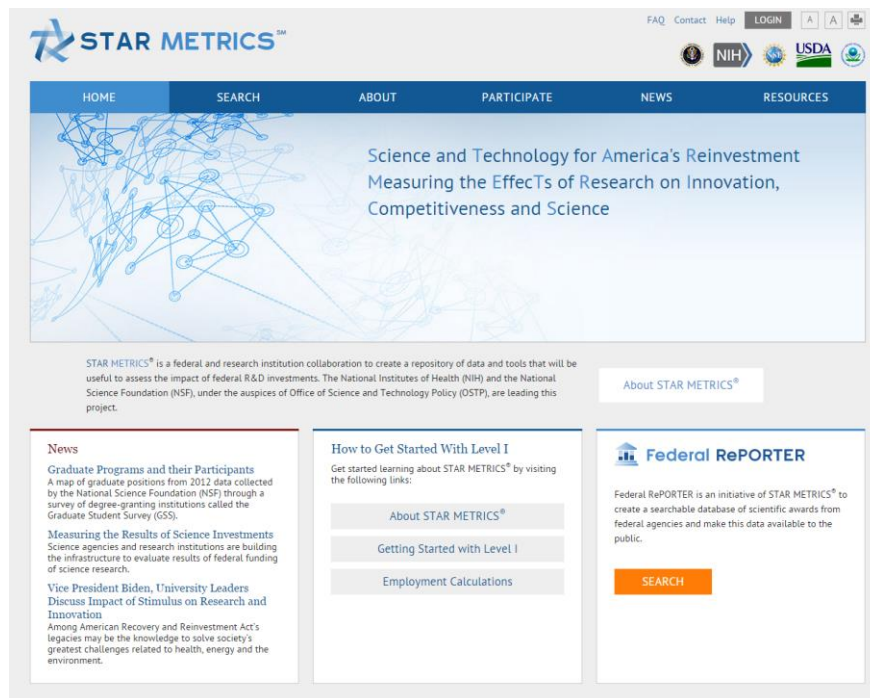 FAQ Contact Help LOGIN A A
STAR METRICS℠
NIH NSF USDA
HOME SEARCH ABOUT PARTICIPATE NEWS RESOURCES
Science and Technology for America's Reinvestment
Measuring the EffecTs of Research on Innovation,
Competitiveness and Science
STAR METRICS® is a federal and research institution collaboration to create a repository of data and tools that will be
useful to assess the impact of federal R&D investments. The National Institutes of Health (NIH) and the National
Science Foundation (NSF), under the auspices of Office of Science and Technology Policy (OSTP), are leading this
project.
About STAR METRICS®
News
Graduate Programs and their Participants
A map of graduate positions from 2012 data collected
by the National Science Foundation (NSF) through a
survey of degree-granting institutions called the
Graduate Student Survey (GSS).
Measuring the Results of Science Investments
Science agencies and research institutions are building
the infrastructure to evaluate results of federal funding
of science research.
Vice President Biden, University Leaders
Discuss Impact of Stimulus on Research and
Innovation
Among American Recovery and Reinvestment Act's
legacies may be the knowledge to solve society's
greatest challenges related to health, energy and the
environment.
How to Get Started With Level I
Get started learning about STAR METRICS® by visiting
the following links:
About STAR METRICS®
Getting Started with Level I
Employment Calculations
Federal RePORTER
Federal RePORTER is an initiative of STAR METRICS® to
create a searchable database of scientific awards from
federal agencies and make this data available to the
public.
SEARCH